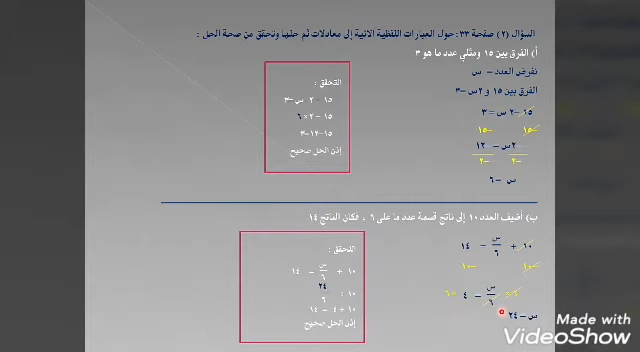 السؤال (٢) صفحة ٣٣: حول العبارات اللفظية الآتية إلى معادلات ثم حلها وتحقق من صحة الحل :
أ) الفرق بين ١٥ ومثلي عدد ما هو ٣
نفرض العدد = س
الفرق بين ١٥ و ٢س = ٣
١٥ - ٢س = ٣
-١٥ -١٥
-٢س = -١٢
-٢ -٢
س = ٦
التحقق :
١٥ - ٢ س = ٣
١٥ - ٢ × ٦
١٥ - ١٢ = ٣
إذن الحل صحيح
ب) أضيف العدد ١٠ إلى ناتج قسمة عدد ما على ٦ ، فكان الناتج ١٤
١٠ + س/٦ = ١٤
-١٠ -١٠
٦× س/٦ = ٤ ×٦
س = ٢٤
التحقق :
١٠ + س/٦ = ١٤
١٠ + ٢٤/٦
١٠ + ٤ = ١٤
إذن الحل صحيح
Made with
VideoShow